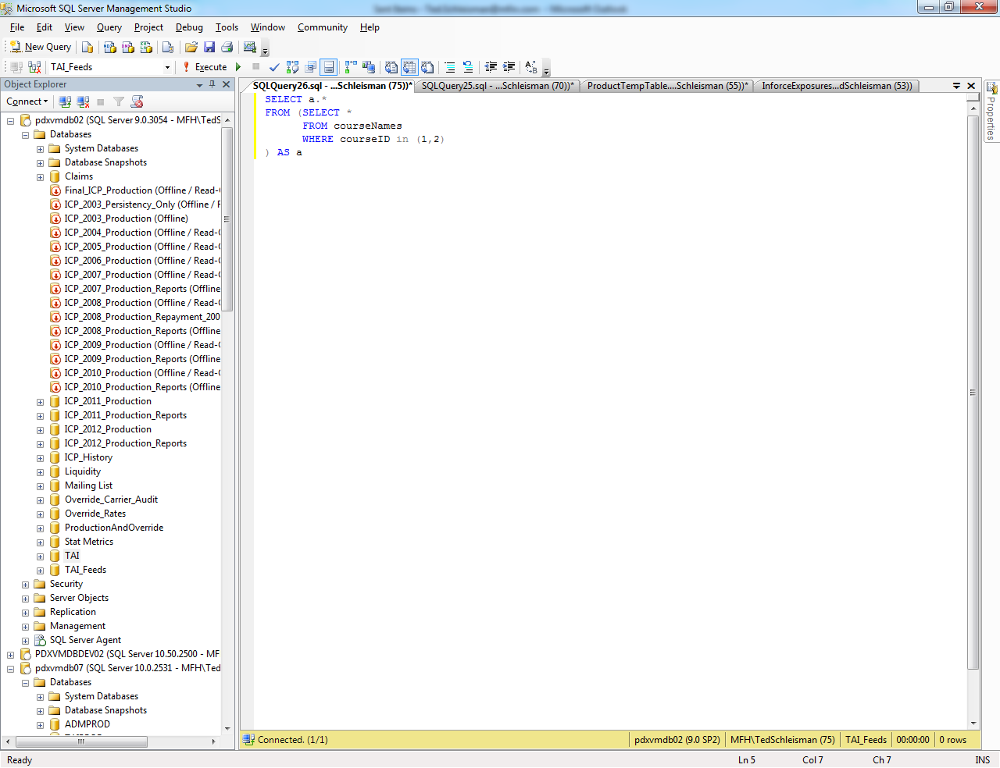 Microsoft SQL Server Management Studio
Sent Items - TedSchleisman@mfm.com - Microsoft Outlook
File Edit View Query Project Debug Tools Window Community Help
New Query
TAI_Feeds Execute
Object Explorer
Connect
pdxvmdb02 (SQL Server 9.0.3054 - MFH\TedS
Databases
System Databases
Database Snapshots
Claims
Final_ICP_Production (Offline / Read-
ICP_2003_Persistency_Only (Offline / 
ICP_2003_Production (Offline)
ICP_2004_Production (Offline / Read-
ICP_2005_Production (Offline / Read-
ICP_2006_Production (Offline / Read-
ICP_2007_Production (Offline / Read-
ICP_2007_Production_Reports (Offline
ICP_2008_Production (Offline / Read-
ICP_2008_Production_Repayment_200
ICP_2008_Production_Reports (Offline
ICP_2009_Production (Offline / Read-
ICP_2009_Production_Reports (Offline
ICP_2010_Production (Offline / Read-
ICP_2010_Production_Reports (Offline
ICP_2011_Production
ICP_2011_Production_Reports
ICP_2012_Production
ICP_2012_Production_Reports
ICP_History
Liquidity
Mailing List
Override_Carrier_Audit
Override_Rates
ProductionAndOverride
Stat Metrics
TAI
TAI_Feeds
Security
Server Objects
Replication
Management
SQL Server Agent
PDXVMDBDEV02 (SQL Server 10.50.2500 - MF
pdxvmdb07 (SQL Server 10.0.2531 - MFH\Ted
Databases
System Databases
Database Snapshots
ADMPROD
SQLQuery26.sql - ...Schleisman (75))* SQLQuery25.sql - ...Schleisman (70))* ProductTempTable....Schleisman (55))* InforceExposures...dSchleisman (53))
SELECT a.*
FROM (SELECT *
FROM courseNames
WHERE courseID in (1,2)
) AS a
Properties
Connected. (1/1) pdxvmdb02 (9.0 SP2) MFH\TedSchleisman (75) TAI_Feeds 00:00:00 0 rows
Ready Ln 5 Col 7 Ch 7 INS